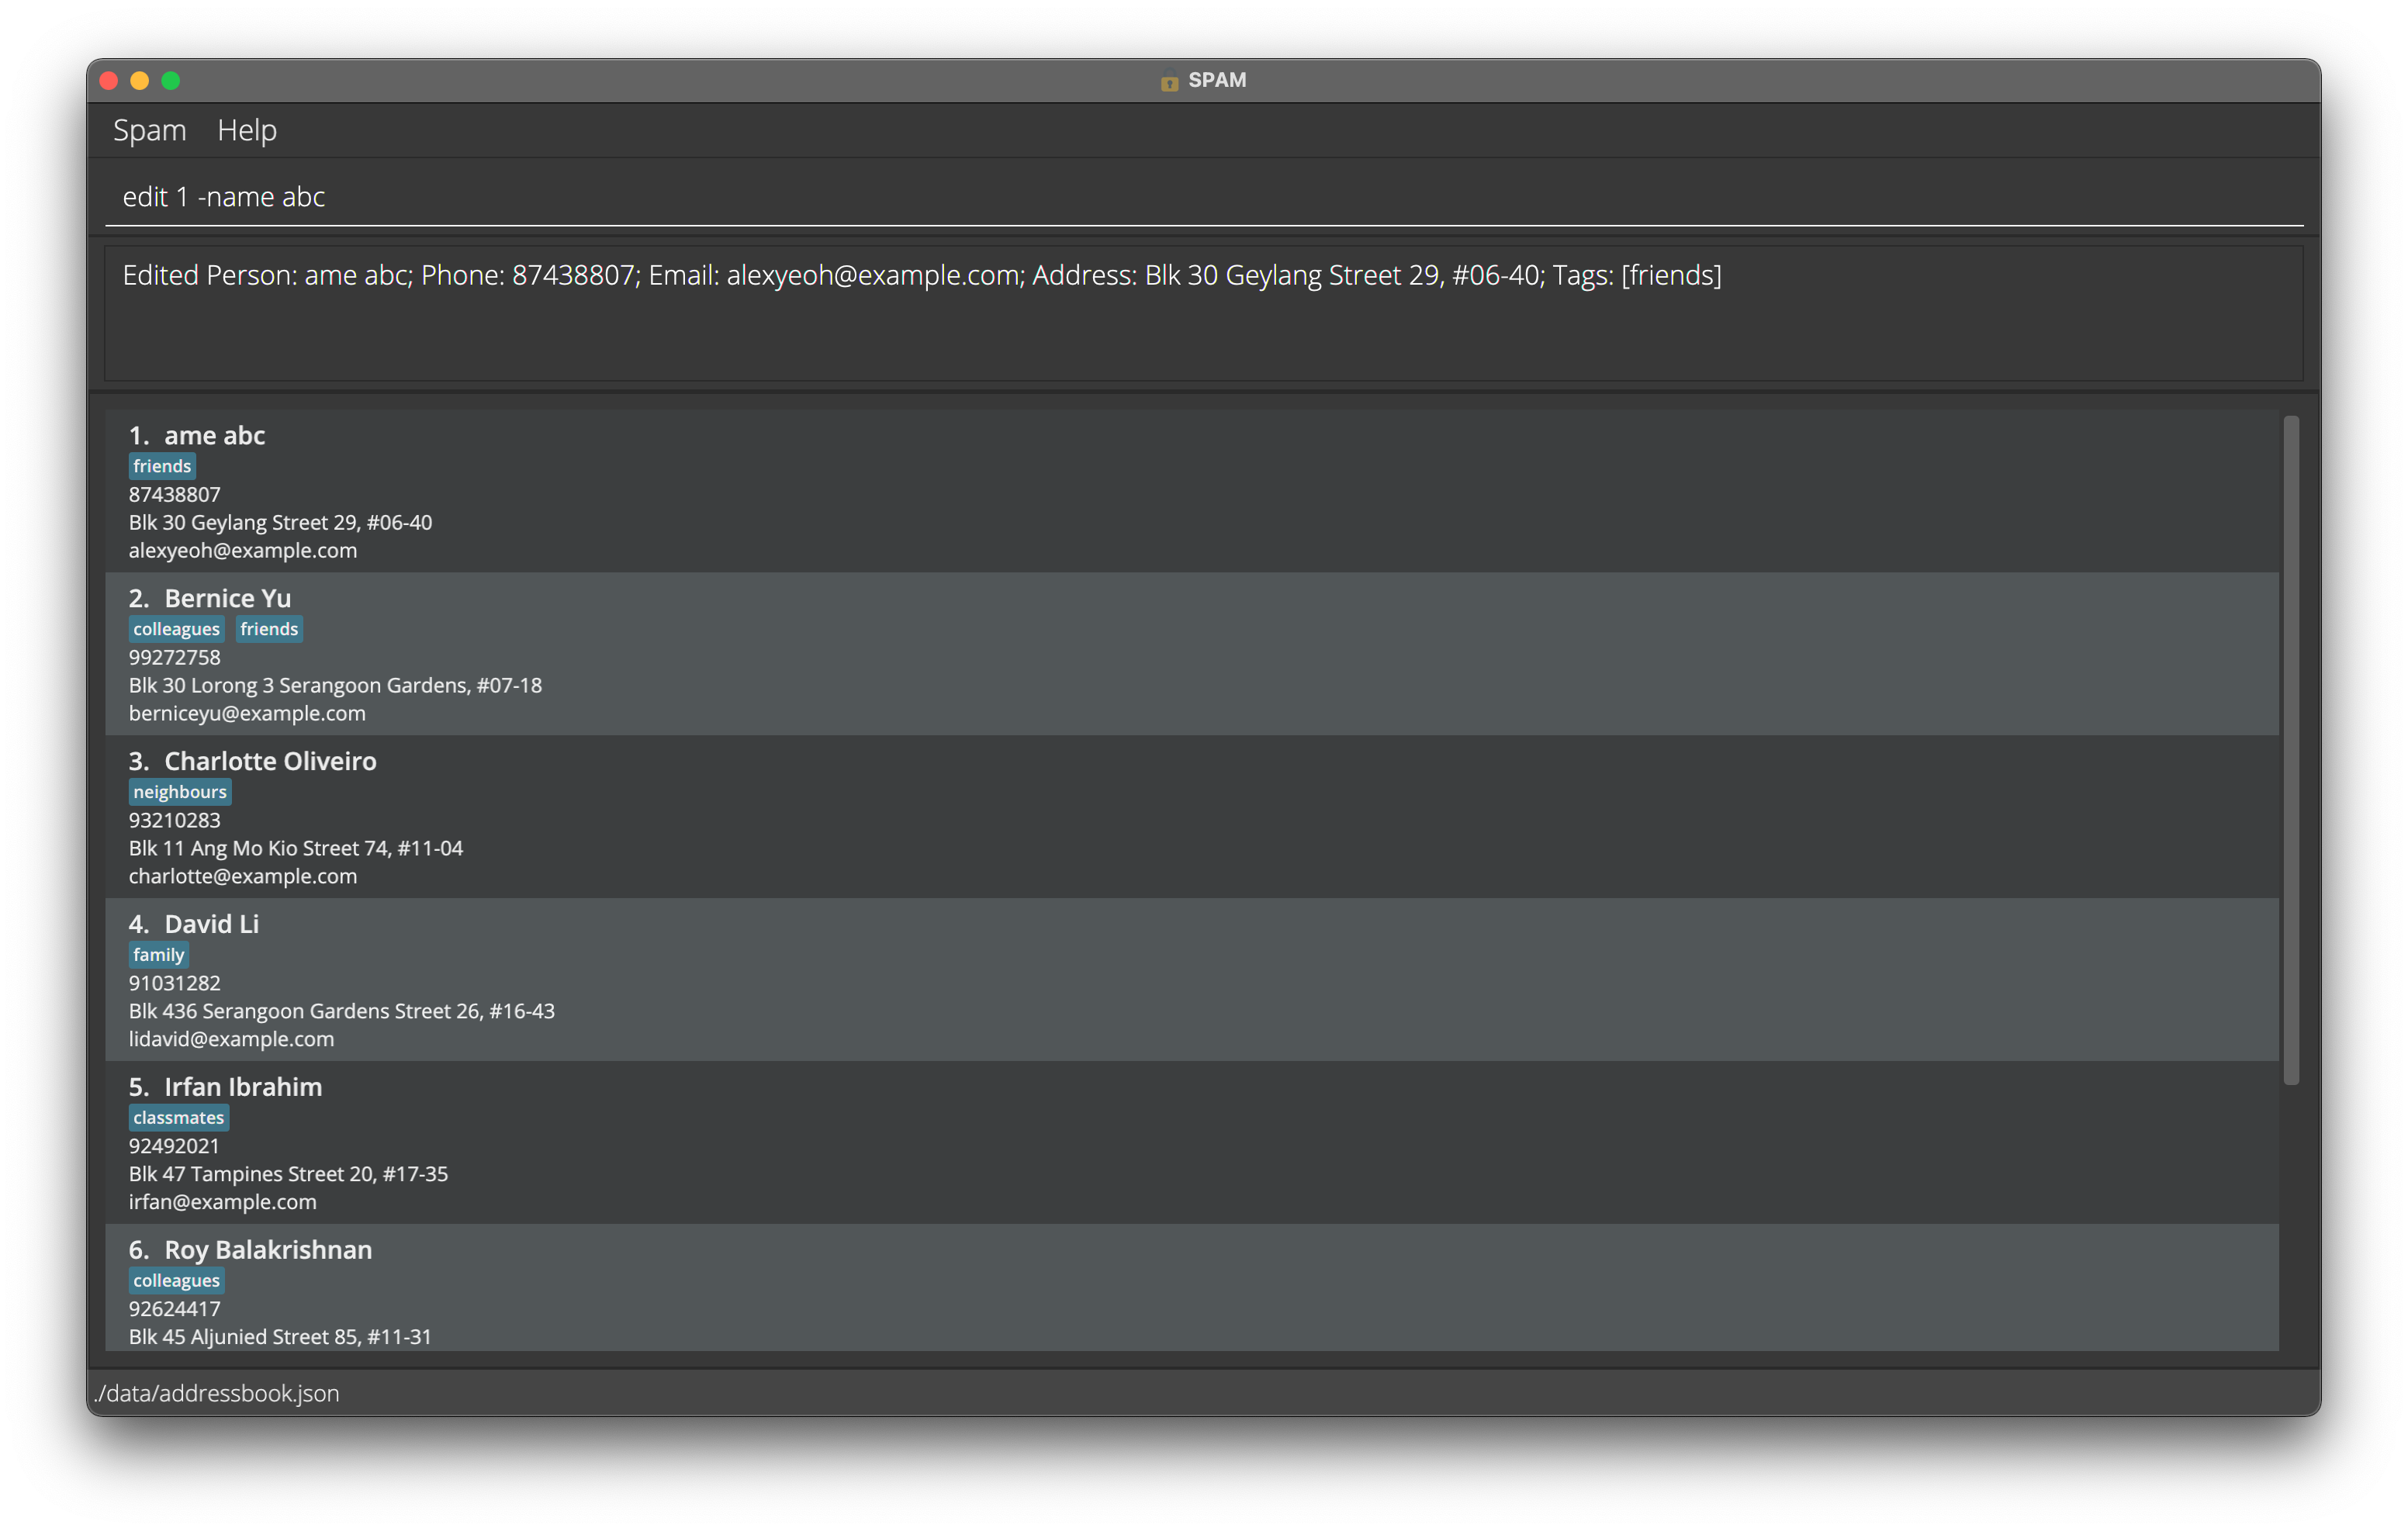 SPAM
Spam Help
edit 1 -name abc
Edited Person: ame abc; Phone: 87438807; Email: alexyeoh@example.com; Address: Blk 30 Geylang Street 29, #06-40; Tags: [friends]
1. ame abc
friends
87438807
Blk 30 Geylang Street 29, #06-40
alexyeoh@example.com
2. Bernice Yu
colleagues friends
99272758
Blk 30 Lorong 3 Serangoon Gardens, #07-18
berniceyu@example.com
3. Charlotte Oliveiro
neighbours
93210283
Blk 11 Ang Mo Kio Street 74, #11-04
charlotte@example.com
4. David Li
family
91031282
Blk 436 Serangoon Gardens Street 26, #16-43
lidavid@example.com
5. Irfan Ibrahim
classmates
92492021
Blk 47 Tampines Street 20, #17-35
irfan@example.com
6. Roy Balakrishnan
colleagues
92624417
Blk 45 Aljunied Street 85, #11-31
./data/addressbook.json